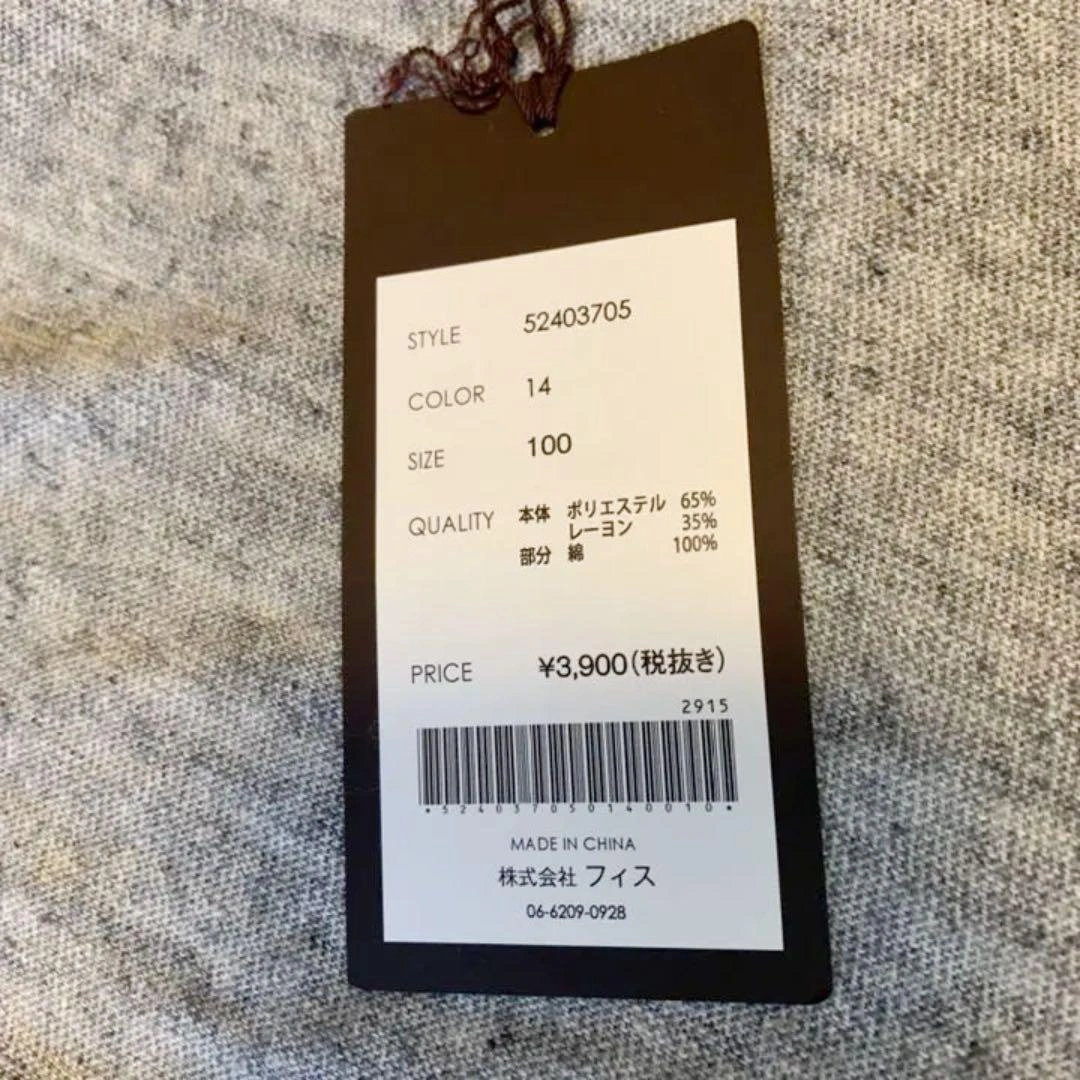 STYLE 52403705
COLOR 14
SIZE 100
QUALITY 本体 ポリエステル 65%
レーヨン 35%
部分 綿 100%
PRICE ¥3,900(税抜き)
2915
*524037050140010*
MADE IN CHINA
株式会社 フィス
06-6209-0928